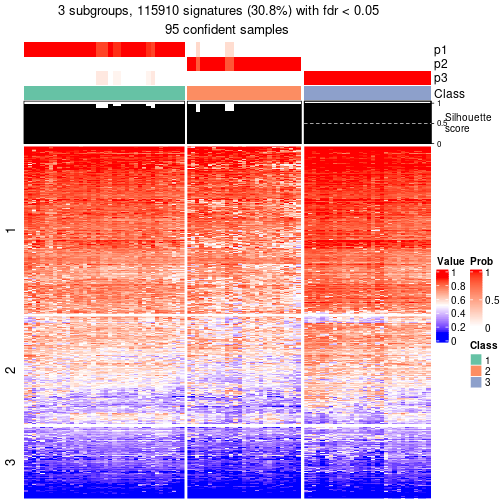 3 subgroups, 115910 signatures (30.8%) with fdr < 0.05
95 confident samples
p1
p2
p3
Class
1
0.5
0
Silhouette
score
1
2
3
Value
1
0.8
0.6
0.4
0.2
0
Prob
1
0.5
0
Class
1
2
3